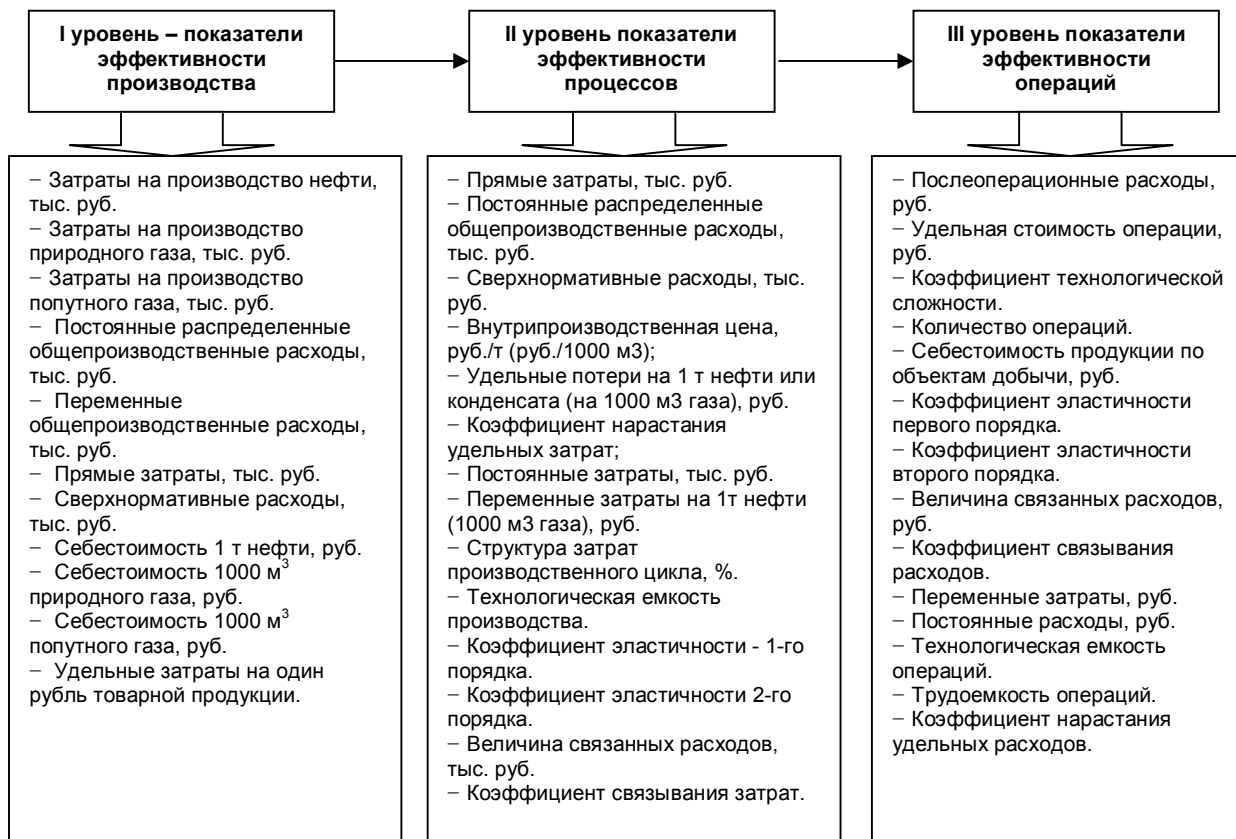 I уровень – показатели
эффективности
производства
II уровень показатели
эффективности
процессов
III уровень показатели
эффективности
операций
− Затраты на производство нефти,
тыс. руб.
− Затраты на производство
природного газа, тыс. руб.
− Затраты на производство
попутного газа, тыс. руб.
− Постоянные распределенные
общепроизводственные расходы,
тыс. руб.
− Переменные
общепроизводственные расходы,
тыс. руб.
− Прямые затраты, тыс. руб.
− Сверхнормативные расходы,
тыс. руб.
− Себестоимость 1 т нефти, руб.
− Себестоимость 1000 м³
природного газа, руб.
− Себестоимость 1000 м³
попутного газа, руб.
− Удельные затраты на один
рубль товарной продукции.
− Прямые затраты, тыс. руб.
− Постоянные распределенные
общепроизводственные расходы,
тыс. руб.
− Сверхнормативные расходы, тыс.
руб.
− Внутрипроизводственная цена,
руб./т (руб./1000 м3);
− Удельные потери на 1 т нефти или
конденсата (на 1000 м3 газа), руб.
− Коэффициент нарастания
удельных затрат;
− Постоянные затраты, тыс. руб.
− Переменные затраты на 1т нефти
(1000 м3 газа), руб.
− Структура затрат
производственного цикла, %.
− Технологическая емкость
производства.
− Коэффициент эластичности - 1-го
порядка.
− Коэффициент эластичности 2-го
порядка.
− Величина связанных расходов,
тыс. руб.
− Коэффициент связывания затрат.
− Послеоперационные расходы,
руб.
− Удельная стоимость операции,
руб.
− Коэффициент технологической
сложности.
− Количество операций.
− Себестоимость продукции по
объектам добычи, руб.
− Коэффициент эластичности
первого порядка.
− Коэффициент эластичности
второго порядка.
− Величина связанных расходов,
руб.
− Коэффициент связывания
расходов.
− Переменные затраты, руб.
− Постоянные расходы, руб.
− Технологическая емкость
операций.
− Трудоемкость операций.
− Коэффициент нарастания
удельных расходов.